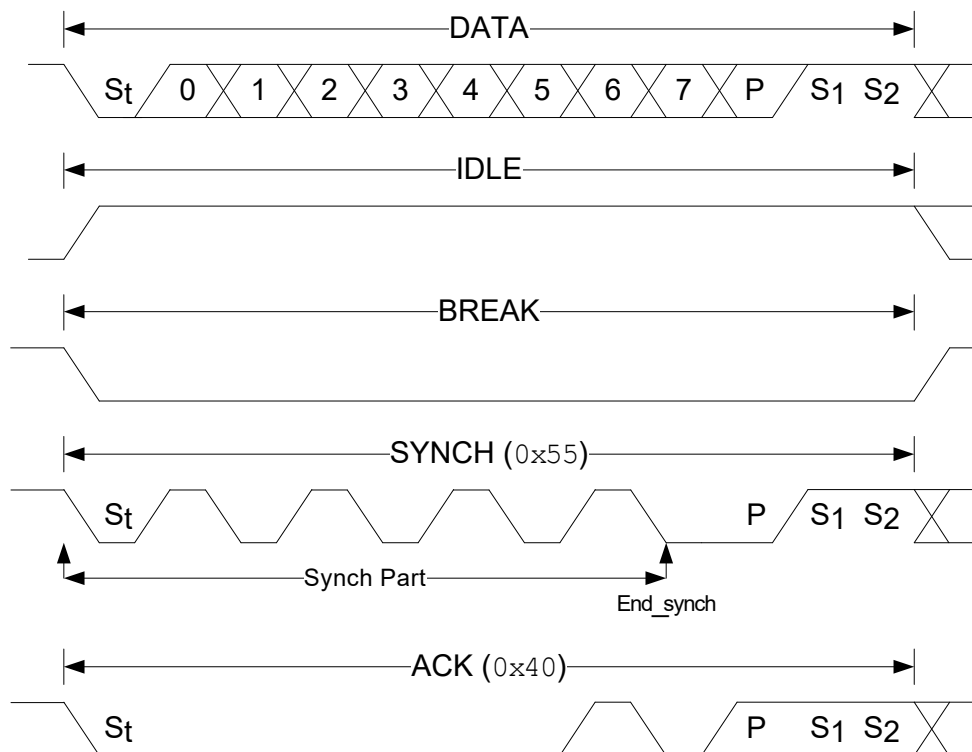 DATA
St 0 1 2 3 4 5 6 7 P S1 S2
IDLE
BREAK
SYNCH (0x55)
St P S1 S2
Synch Part
End_synch
ACK (0x40)
St P S1 S2